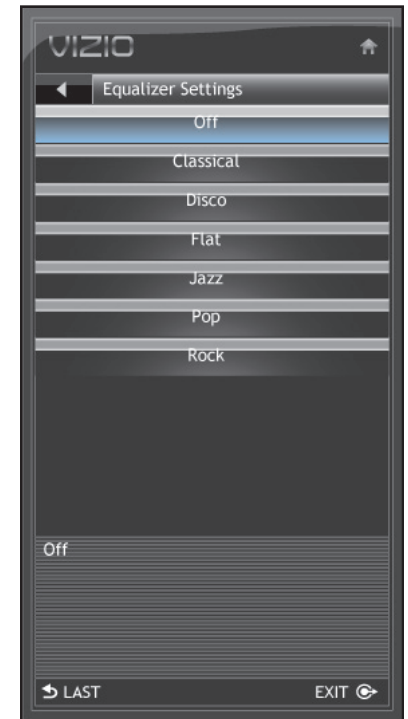 VIZIO
Equalizer Settings
Off
Classical
Disco
Flat
Jazz
Pop
Rock
Off
LAST
EXIT